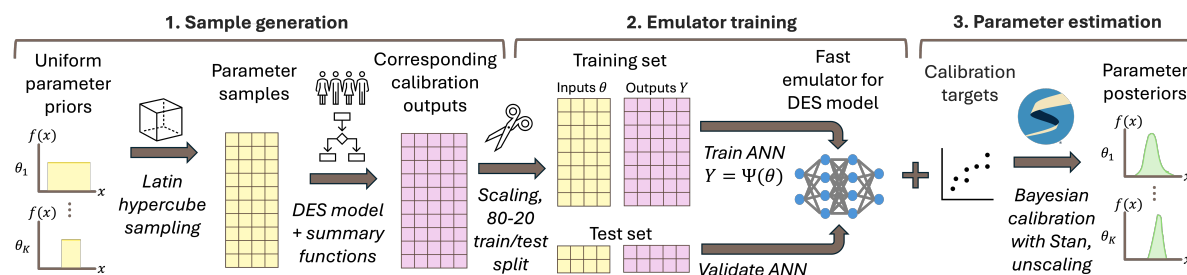 1. Sample generation
2. Emulator training
3. Parameter estimation
Uniform
parameter
priors
f(x)
θ1
x
⋮
f(x)
θK
x
Latin
hypercube
sampling
Parameter
samples
DES model
+ summary
functions
Corresponding
calibration
outputs
Scaling,
80-20
train/test
split
Training set
Inputs θ
Outputs Y
Test set
Fast
emulator for
DES model
Train ANN
Y = Ψ(θ)
Validate ANN
Calibration
targets
Bayesian
calibration
with Stan,
unscaling
Parameter
posteriors
f(x)
θ1
x
⋮
f(x)
θK
x